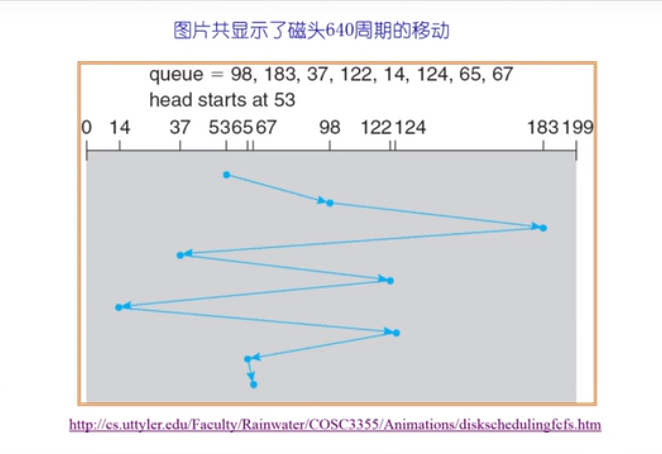 图片共显示了磁头640周期的移动
queue = 98, 183, 37, 122, 14, 124, 65, 67
head starts at 53
0 14 37 53 65 67 98 122 124 183 199
http://cs.uttyler.edu/Faculty/Rainwater/COSC3355/Animations/diskschedulingfcfs.htm